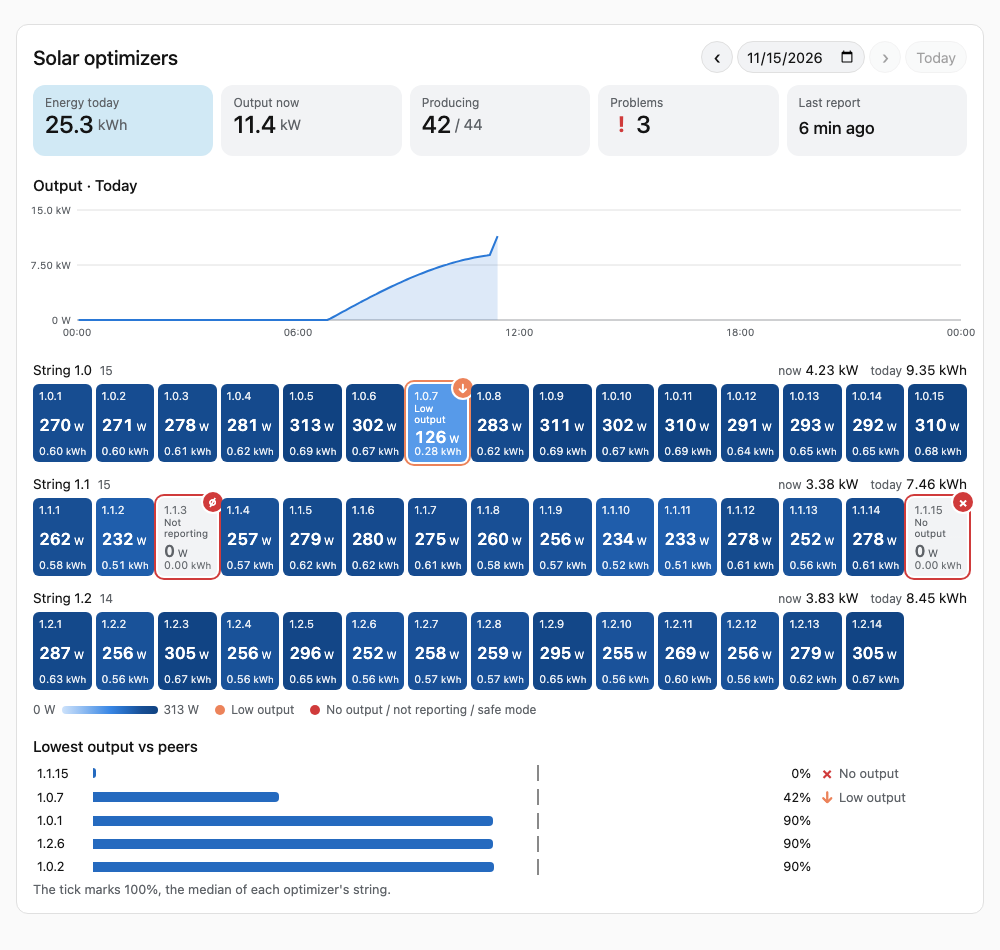 Solar optimizers
11/15/2026
Today
Energy today
25.3 kWh
Output now
11.4 kW
Producing
42 / 44
Problems
! 3
Last report
6 min ago
Output · Today
15.0 kW
7.50 kW
0 W
00:00 06:00 12:00 18:00 00:00
String 1.0 15 now 4.23 kW today 9.35 kWh
1.0.1 1.0.2 1.0.3 1.0.4 1.0.5 1.0.6 1.0.7 1.0.8 1.0.9 1.0.10 1.0.11 1.0.12 1.0.13 1.0.14 1.0.15
Low
output
270 W 271 W 278 W 281 W 313 W 302 W 126 W 283 W 311 W 302 W 310 W 291 W 293 W 292 W 310 W
0.60 kWh 0.60 kWh 0.61 kWh 0.62 kWh 0.69 kWh 0.67 kWh 0.28 kWh 0.62 kWh 0.69 kWh 0.67 kWh 0.69 kWh 0.64 kWh 0.65 kWh 0.65 kWh 0.68 kWh
String 1.1 15 now 3.38 kW today 7.46 kWh
1.1.1 1.1.2 1.1.3 1.1.4 1.1.5 1.1.6 1.1.7 1.1.8 1.1.9 1.1.10 1.1.11 1.1.12 1.1.13 1.1.14 1.1.15
Not No
reporting output
262 W 232 W 0 W 257 W 279 W 280 W 275 W 260 W 256 W 234 W 233 W 278 W 252 W 278 W 0 W
0.58 kWh 0.51 kWh 0.00 kWh 0.57 kWh 0.62 kWh 0.62 kWh 0.61 kWh 0.58 kWh 0.57 kWh 0.52 kWh 0.51 kWh 0.61 kWh 0.56 kWh 0.61 kWh 0.00 kWh
String 1.2 14 now 3.83 kW today 8.45 kWh
1.2.1 1.2.2 1.2.3 1.2.4 1.2.5 1.2.6 1.2.7 1.2.8 1.2.9 1.2.10 1.2.11 1.2.12 1.2.13 1.2.14
287 W 256 W 305 W 256 W 296 W 252 W 258 W 259 W 295 W 255 W 269 W 256 W 279 W 305 W
0.63 kWh 0.56 kWh 0.67 kWh 0.56 kWh 0.65 kWh 0.56 kWh 0.57 kWh 0.57 kWh 0.65 kWh 0.56 kWh 0.60 kWh 0.56 kWh 0.62 kWh 0.67 kWh
0 W 313 W Low output No output / not reporting / safe mode
Lowest output vs peers
1.1.15 0% No output
1.0.7 42% Low output
1.0.1 90%
1.2.6 90%
1.0.2 90%
The tick marks 100%, the median of each optimizer's string.